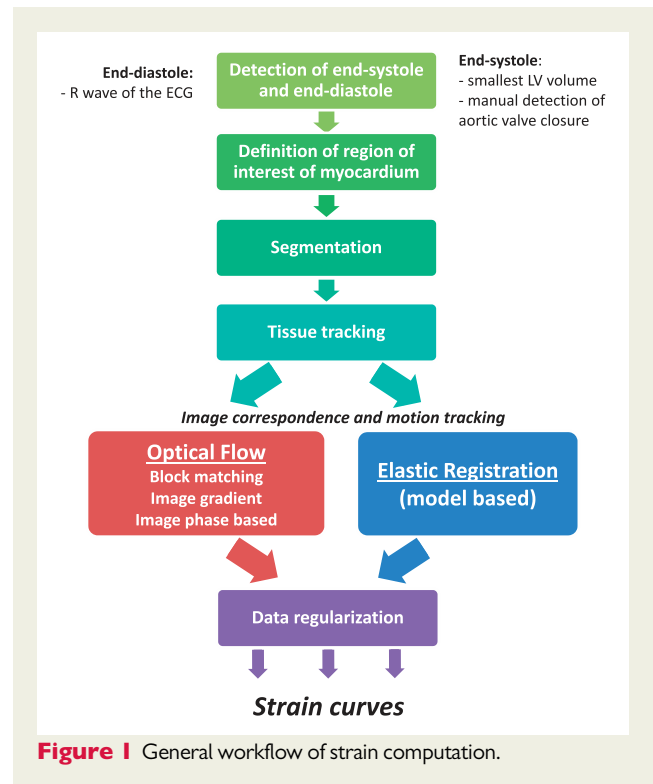 End-diastole:
- R wave of the ECG
Detection of end-systole
and end-diastole
End-systole:
- smallest LV volume
- manual detection of
aortic valve closure
Definition of region of
interest of myocardium
Segmentation
Tissue tracking
Image correspondence and motion tracking
Optical Flow
Block matching
Image gradient
Image phase based
Elastic Registration
(model based)
Data regularization
Strain curves
Figure 1 General workflow of strain computation.